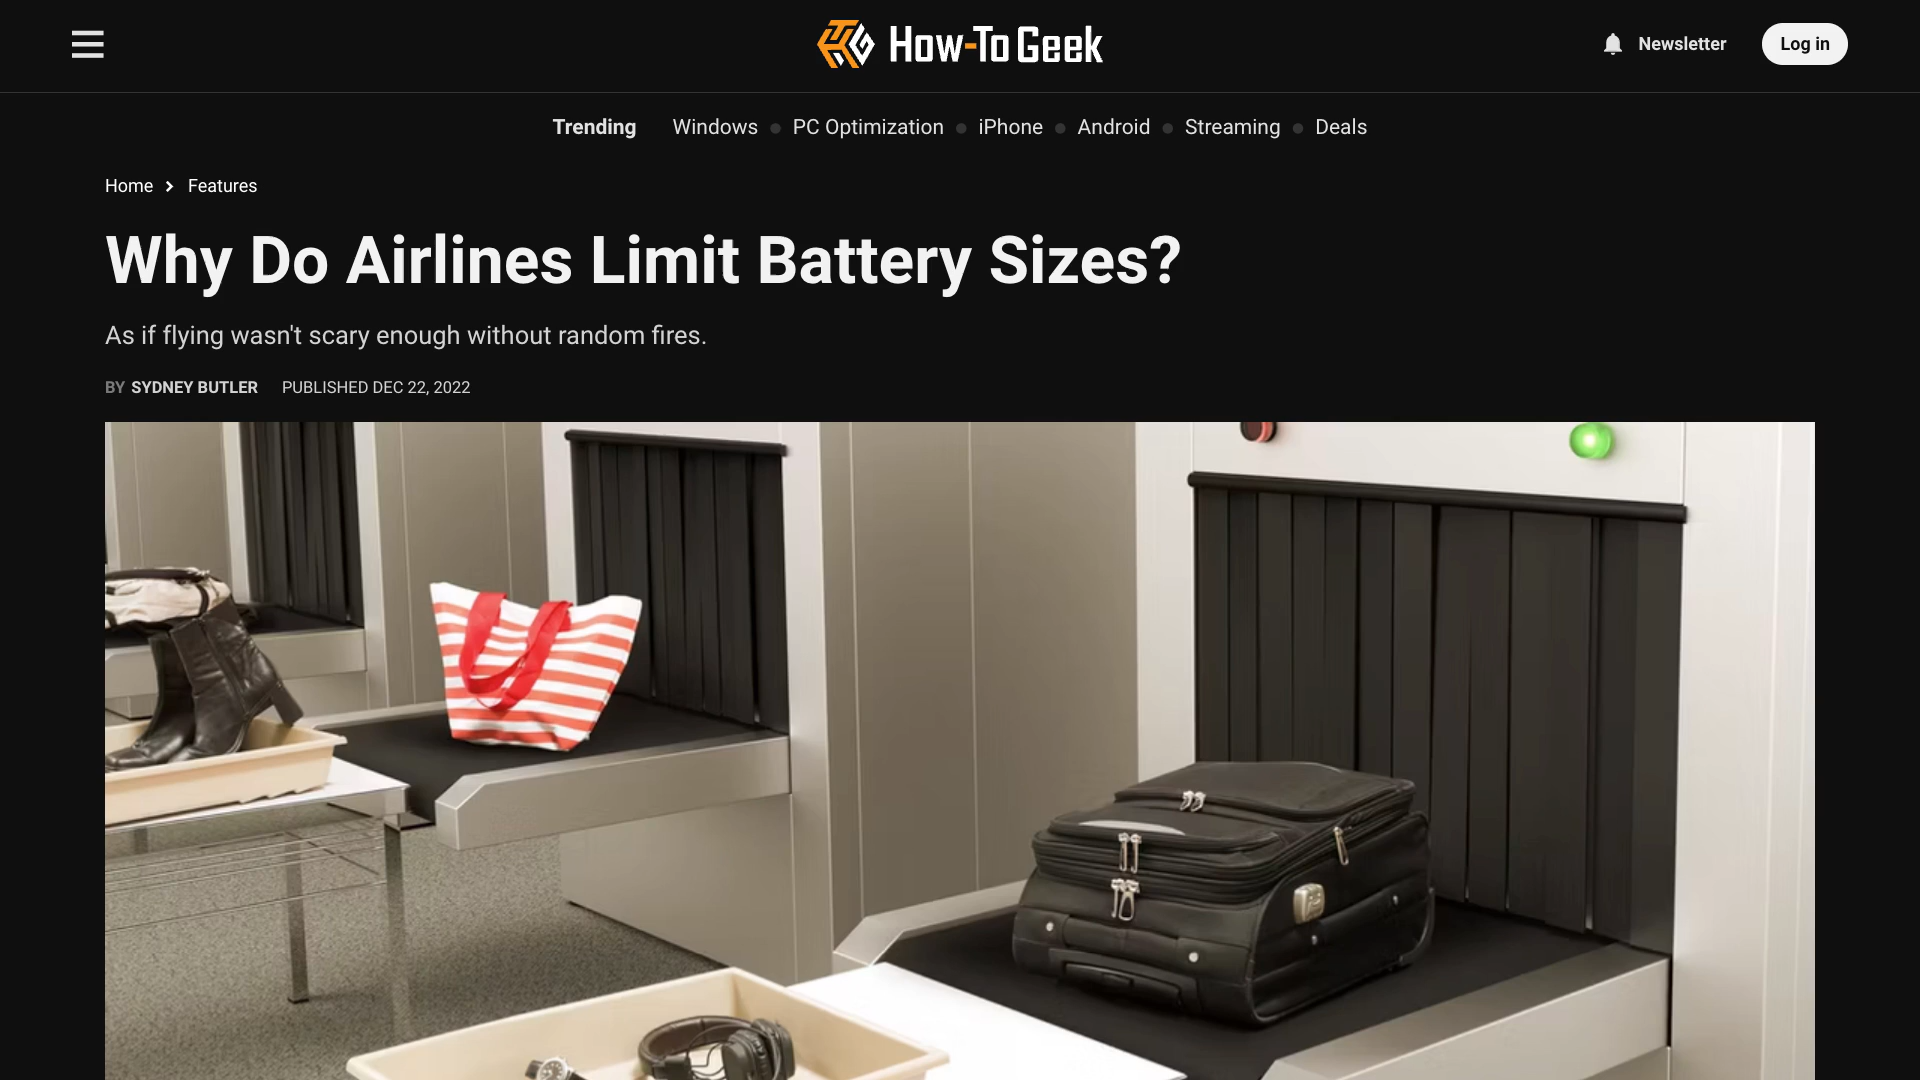 How-To Geek
Newsletter
Log in
Trending Windows PC Optimization iPhone Android Streaming Deals
Home Features
Why Do Airlines Limit Battery Sizes?
As if flying wasn't scary enough without random fires.
BY SYDNEY BUTLER PUBLISHED DEC 22, 2022